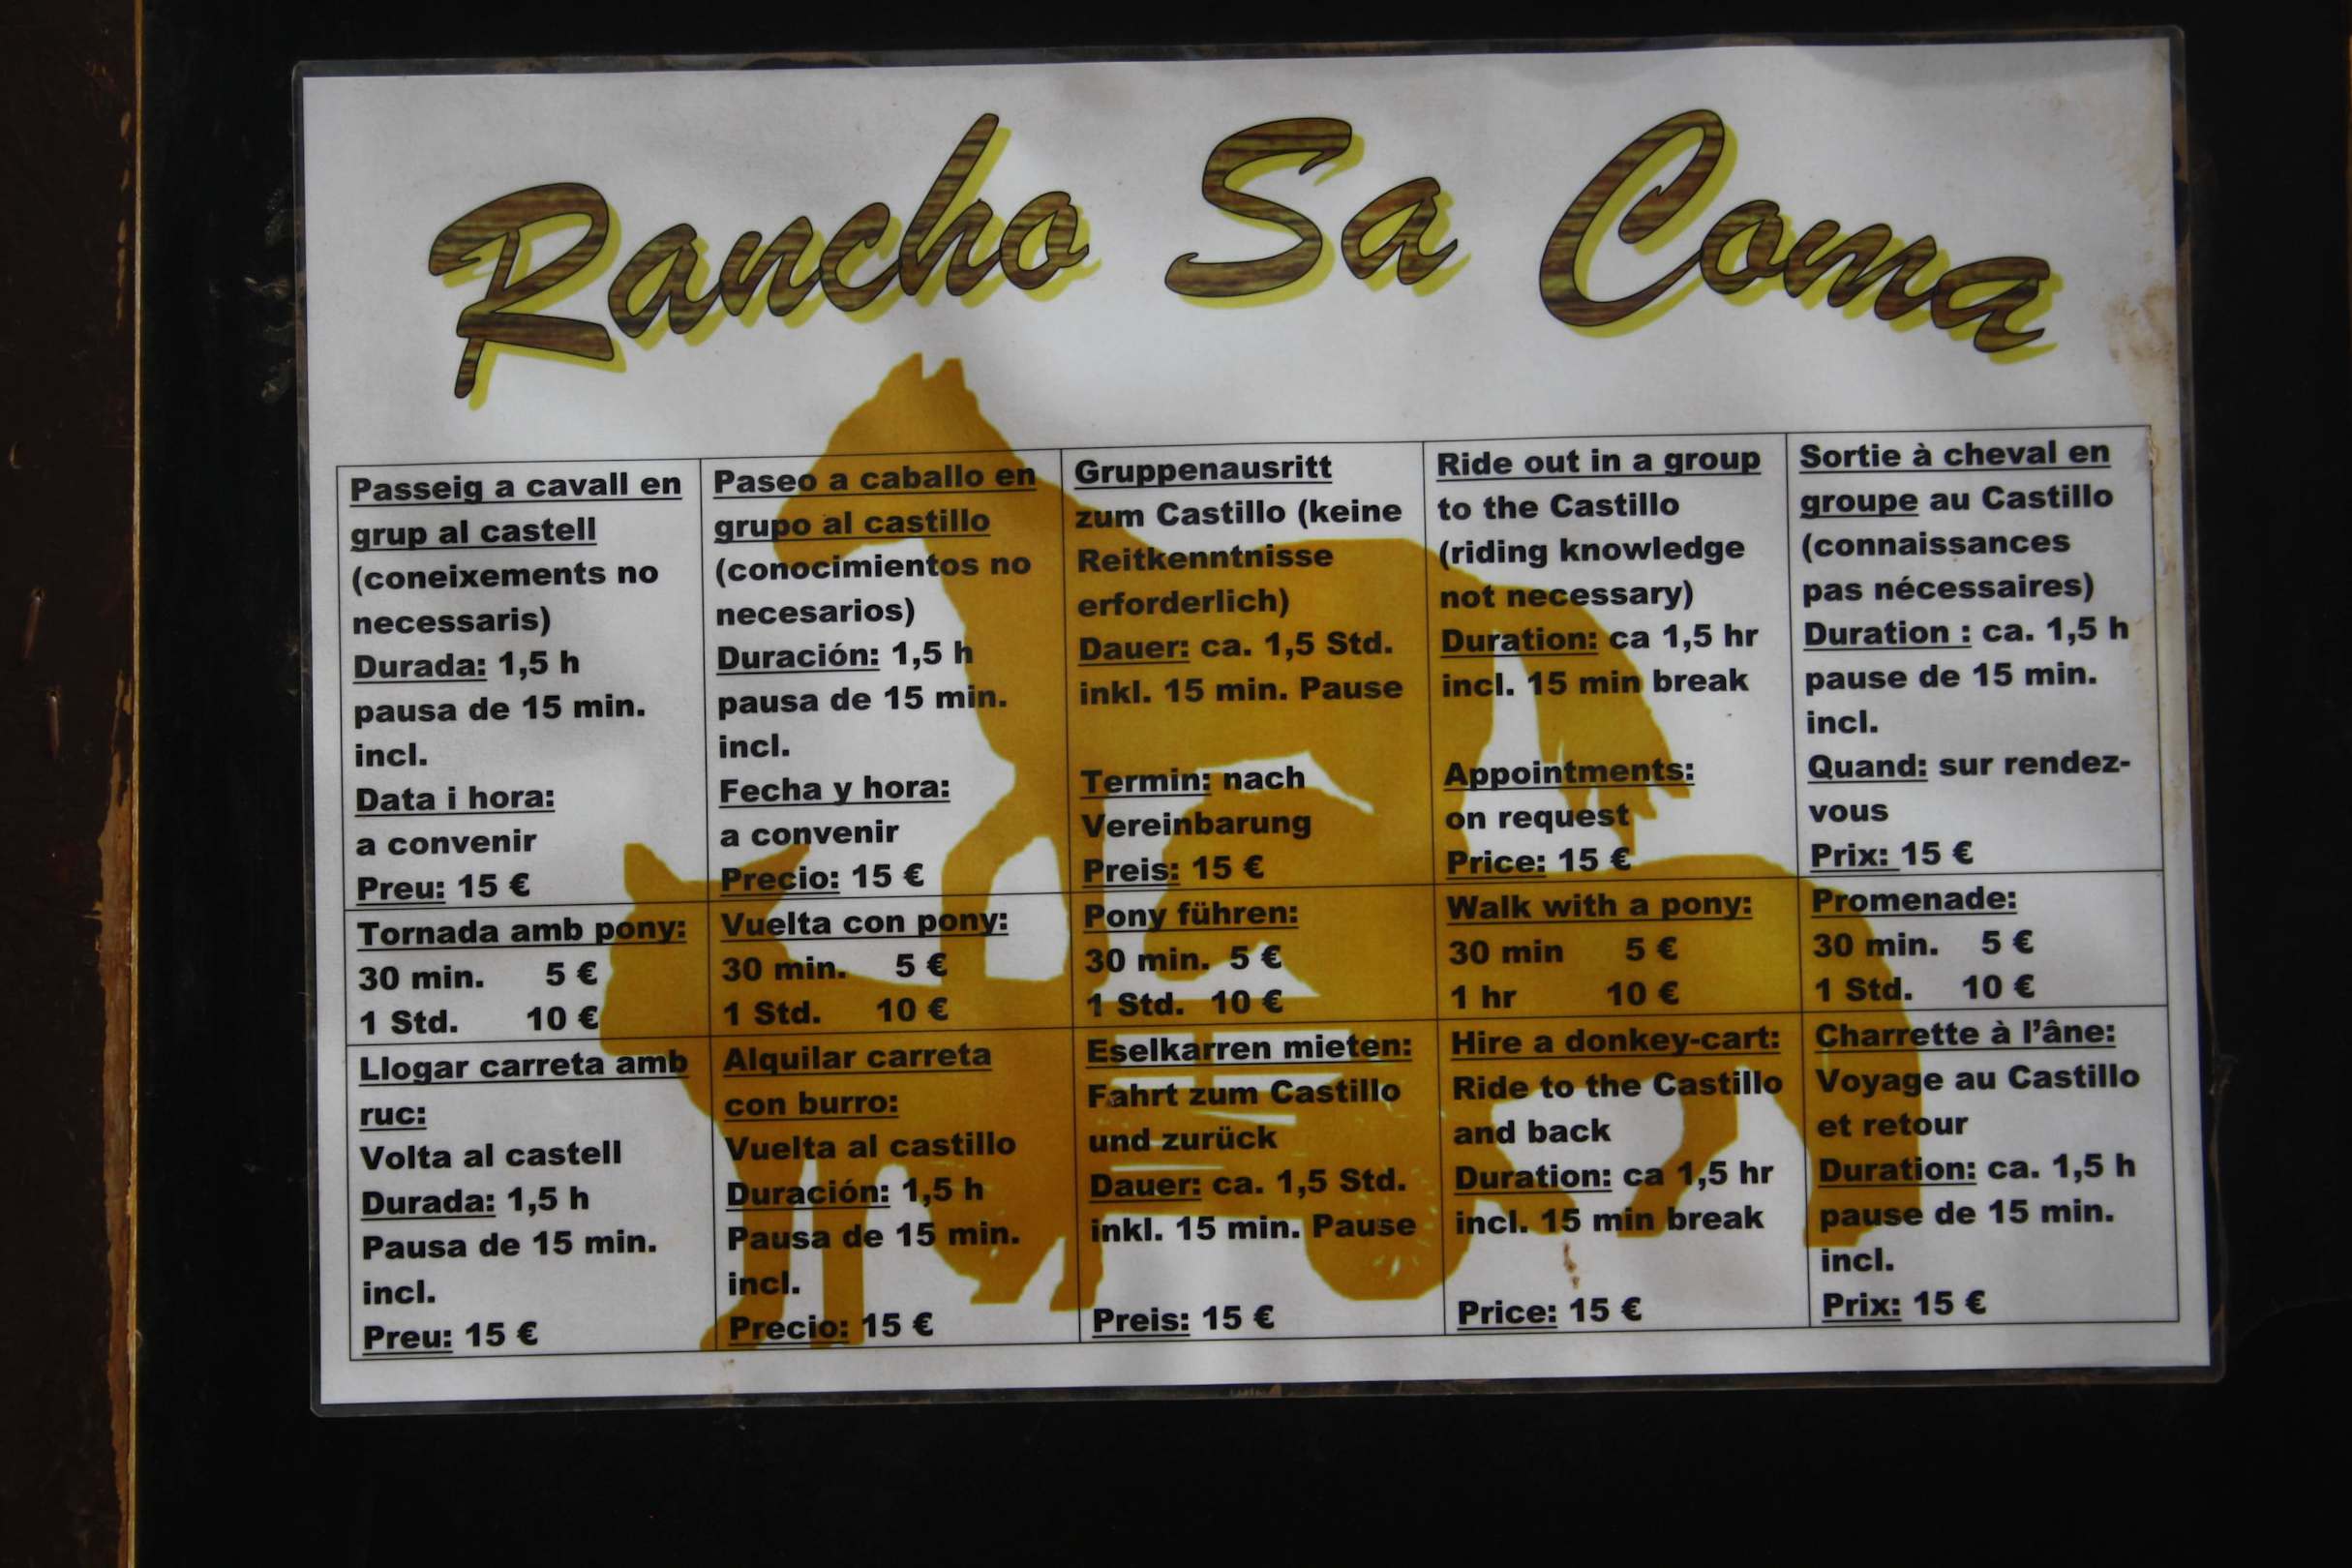 Rancho Sa Coma
Passeig a cavall en
grup al castell
(coneixements no
necessaris)
Durada: 1,5 h
pausa de 15 min.
incl.
Data i hora:
a convenir
Preu: 15 €
Paseo a caballo en
grupo al castillo
(conocimientos no
necesarios)
Duración: 1,5 h
pausa de 15 min.
incl.
Fecha y hora:
a convenir
Precio: 15 €
Gruppenausritt
zum Castillo (keine
Reitkenntnisse
erforderlich)
Dauer: ca. 1,5 Std.
inkl. 15 min. Pause
Termin: nach
Vereinbarung
Preis: 15 €
Ride out in a group
to the Castillo
(riding knowledge
not necessary)
Duration: ca 1,5 hr
incl. 15 min break
Appointments:
on request
Price: 15 €
Sortie à cheval en
groupe au Castillo
(connaissances
pas nécessaires)
Duration : ca. 1,5 h
pause de 15 min.
incl.
Quand: sur rendez-
vous
Prix: 15 €
Tornada amb pony:
30 min. 5 €
1 Std. 10 €
Vuelta con pony:
30 min. 5 €
1 Std. 10 €
Pony führen:
30 min. 5 €
1 Std. 10 €
Walk with a pony:
30 min 5 €
1 hr 10 €
Promenade:
30 min. 5 €
1 Std. 10 €
Llogar carreta amb
ruc:
Volta al castell
Durada: 1,5 h
Pausa de 15 min.
incl.
Preu: 15 €
Alquilar carreta
con burro:
Vuelta al castillo
Duración: 1,5 h
Pausa de 15 min.
incl.
Precio: 15 €
Eselkarren mieten:
Fahrt zum Castillo
und zurück
Dauer: ca. 1,5 Std.
inkl. 15 min. Pause
Preis: 15 €
Hire a donkey-cart:
Ride to the Castillo
and back
Duration: ca 1,5 hr
incl. 15 min break
Price: 15 €
Charrette à l’âne:
Voyage au Castillo
et retour
Duration: ca. 1,5 h
pause de 15 min.
incl.
Prix: 15 €